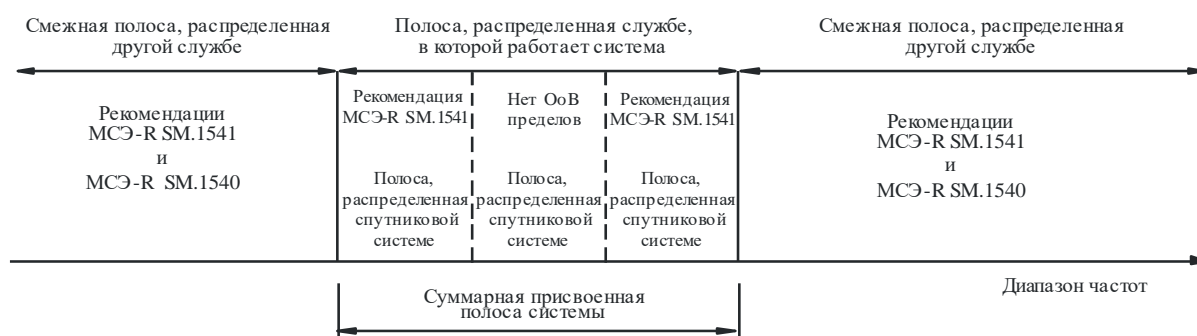 Смежная полоса, распределенная
другой службе
Полоса, распределенная службе,
в которой работает система
Смежная полоса, распределенная
другой службе
Рекомендации
МСЭ-R SM.1541
и
МСЭ-R SM.1540
Рекомендация
МСЭ-R SM.1541
Нет ОоВ
пределов
Рекомендация
МСЭ-R SM.1541
Рекомендации
МСЭ-R SM.1541
и
МСЭ-R SM.1540
Полоса,
распределенная
спутниковой
системе
Полоса,
распределенная
спутниковой
системе
Полоса,
распределенная
спутниковой
системе
Диапазон частот
Суммарная присвоенная
полоса системы